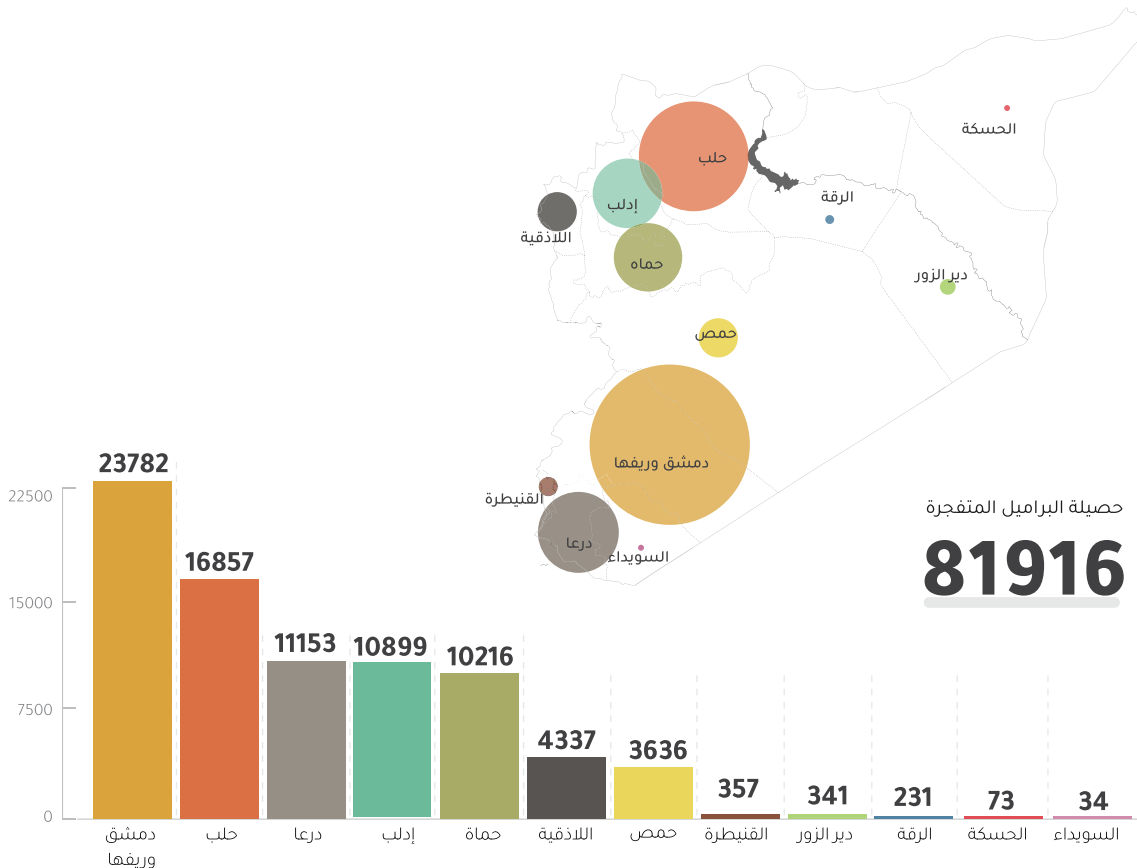 الحسكة
حلب
الرقة
إدلب
اللاذقية
حماه
دير الزور
حمص
دمشق وريفها
القنيطرة
درعا
السويداء
حصيلة البراميل المتفجرة
81916
22500
15000
7500
0
23782
16857
11153
10899
10216
4337
3636
357
341
231
73
34
دمشق
وريفها
حلب
درعا
إدلب
حماة
اللاذقية
حمص
القنيطرة
دير الزور
الرقة
الحسكة
السويداء